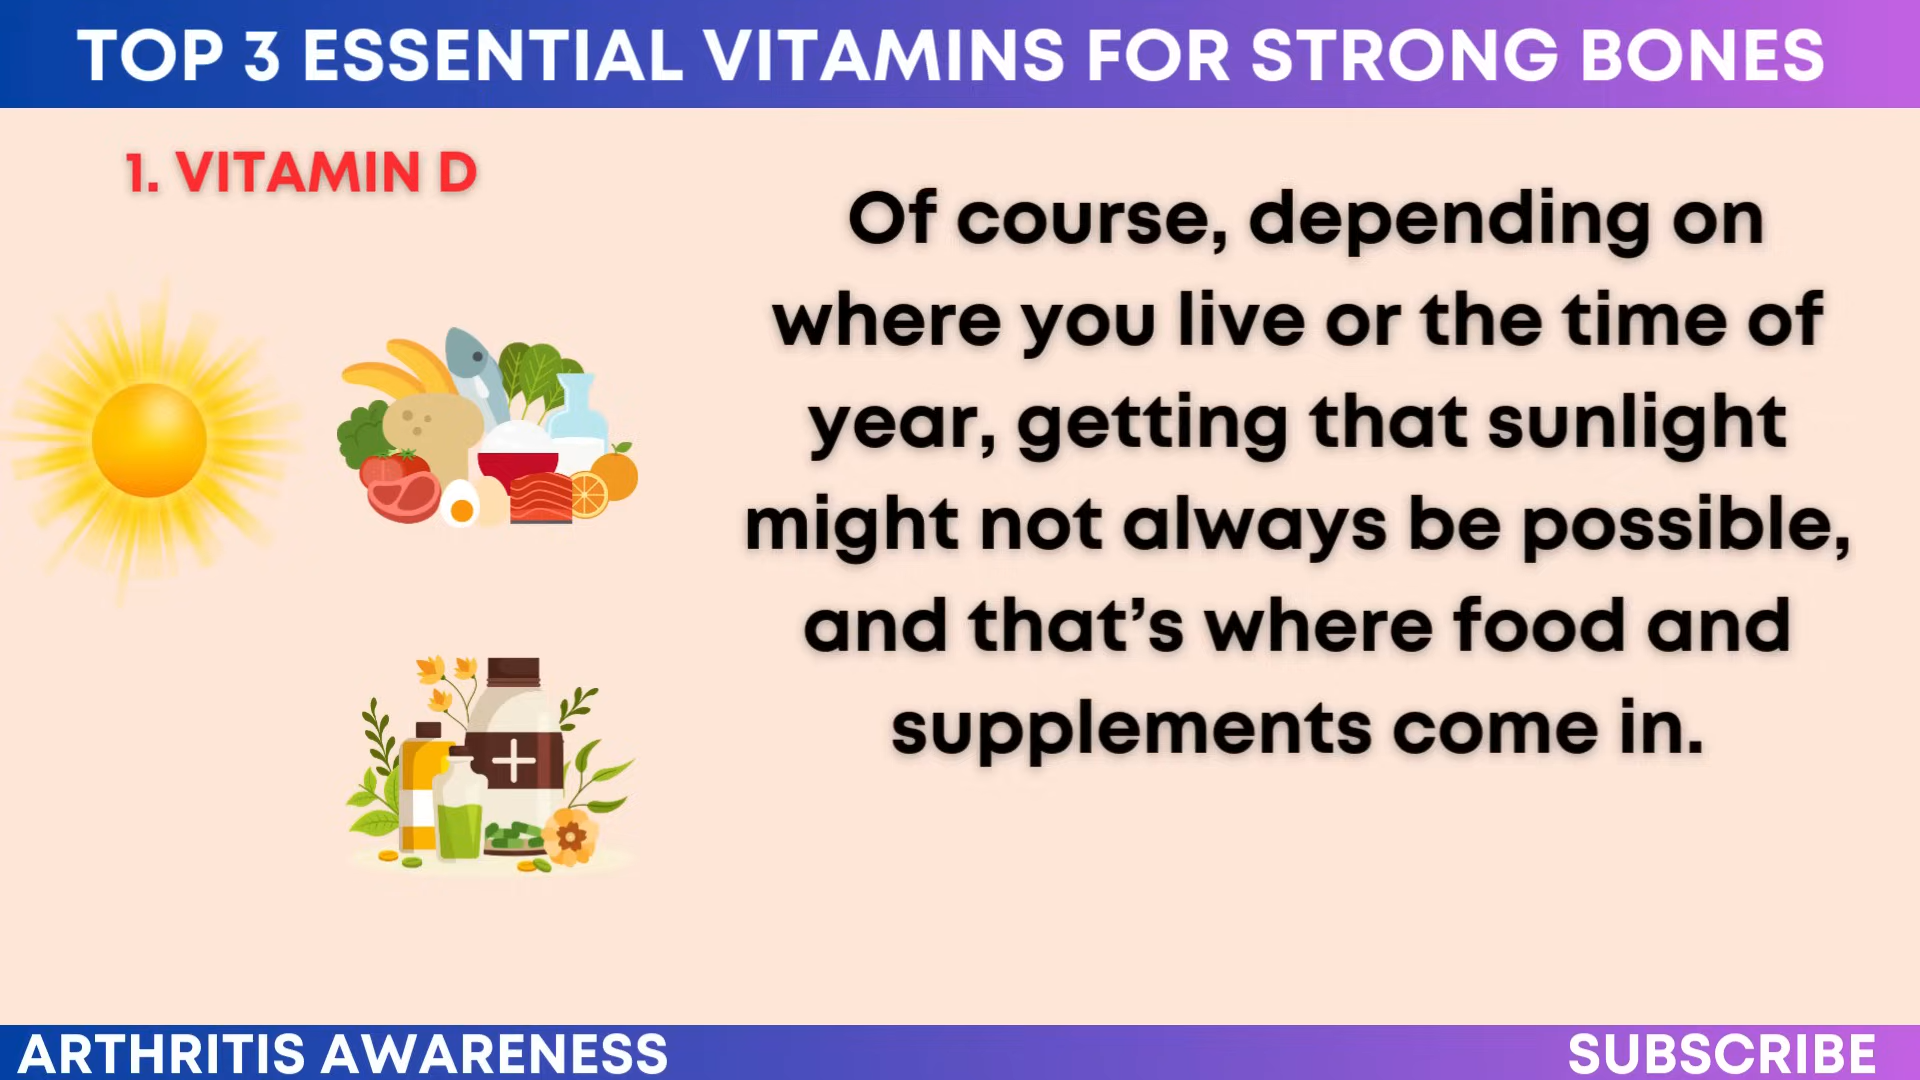 TOP 3 ESSENTIAL VITAMINS FOR STRONG BONES
1. VITAMIN D
Of course, depending on
where you live or the time of
year, getting that sunlight
might not always be possible,
and that’s where food and
supplements come in.
ARTHRITIS AWARENESS
SUBSCRIBE